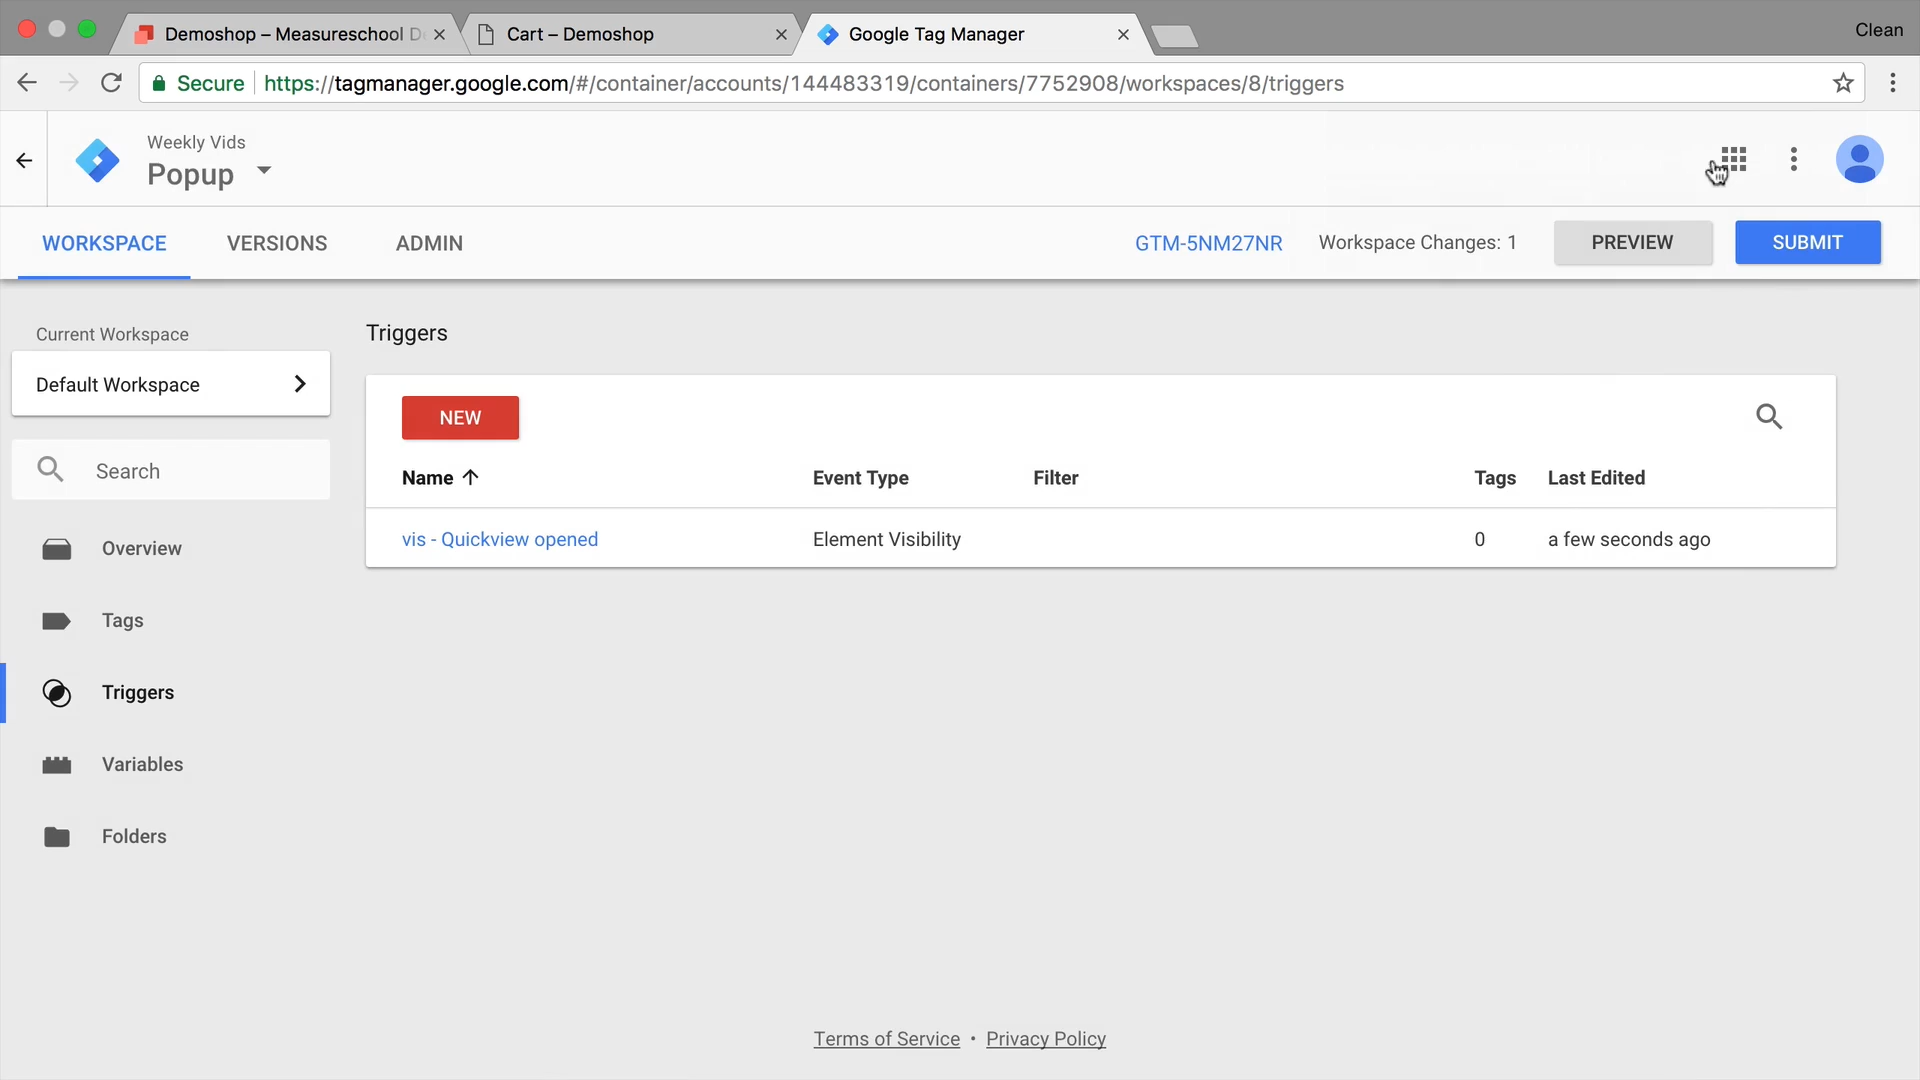 Demoshop – Measureschool D
Cart – Demoshop
Google Tag Manager
Clean
Secure
https://tagmanager.google.com/#/container/accounts/144483319/containers/7752908/workspaces/8/triggers
Weekly Vids
Popup
WORKSPACE
VERSIONS
ADMIN
GTM-5NM27NR
Workspace Changes: 1
PREVIEW
SUBMIT
Current Workspace
Default Workspace
Search
Overview
Tags
Triggers
Variables
Folders
Triggers
NEW
Name Event Type Filter Tags Last Edited
vis - Quickview opened Element Visibility 0 a few seconds ago
Terms of Service • Privacy Policy